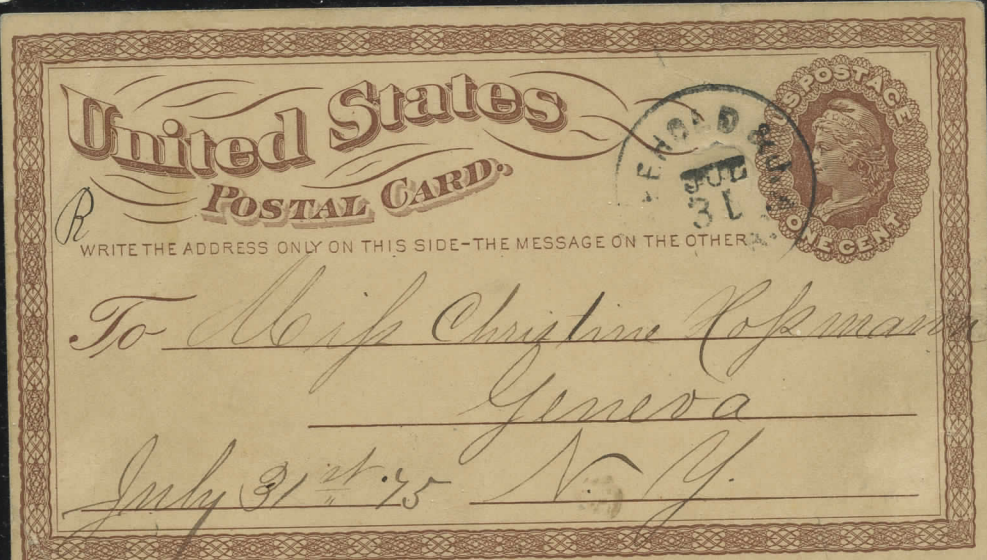 United States
POSTAL CARD.
U.S. POSTAGE
ONE CENT
JUL
31
R
WRITE THE ADDRESS ONLY ON THIS SIDE-THE MESSAGE ON THE OTHER
To Miss Christine Hossmann
Geneva
N. Y.
July 31st. 75